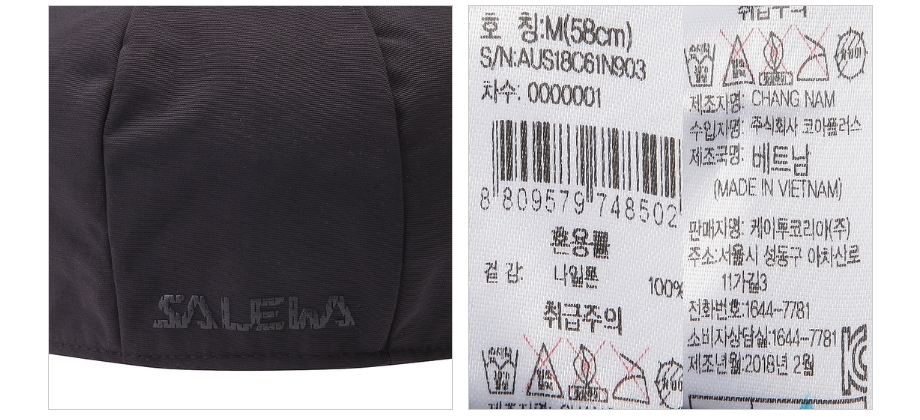 SALEWA
호 칭:M(58cm)
S/N:AUS18C61N903
차수: 0000001
8 809579 748502
혼용률
겉 감: 나일론 100%
취급주의
취급주의
제조자명: CHANG NAM
수입자명: 주식회사 코아플러스
제조국명: 베트남
(MADE IN VIETNAM)
판매자명: 케이투코리아(주)
주소:서울시 성동구 아차산로
11가길3
전화번호:1644-7781
소비자상담실:1644-7781
제조년월:2018년 2월